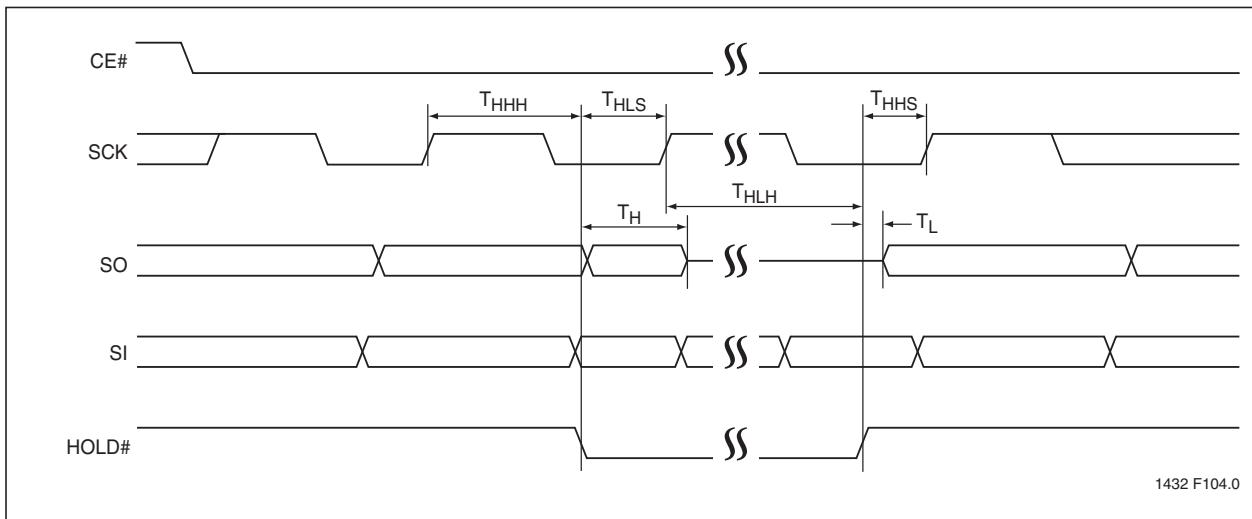 CE#
THHH
THLS
THHS
SCK
THLH
TH
TL
SO
SI
HOLD#
1432 F104.0